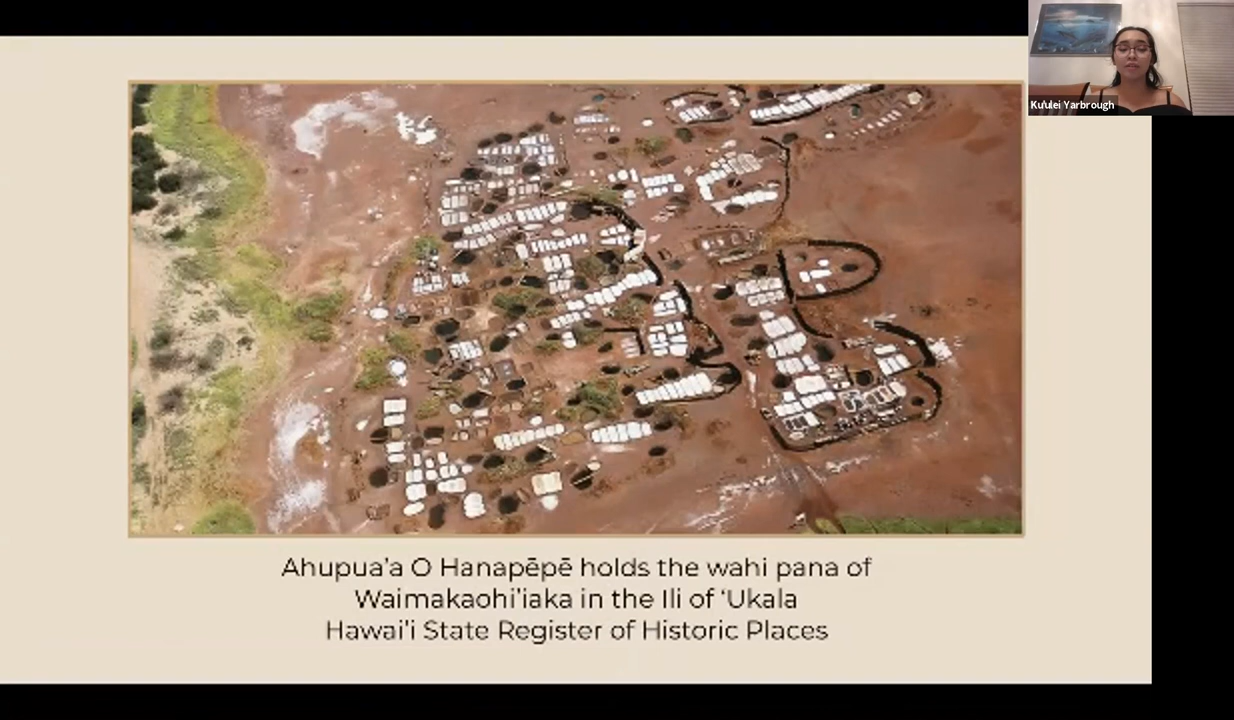 Ku'ulei Yarbrough
Ahupua'a O Hanapēpē holds the wahi pana of
Waimakaohi'iaka in the Ili of 'Ukala
Hawai'i State Register of Historic Places